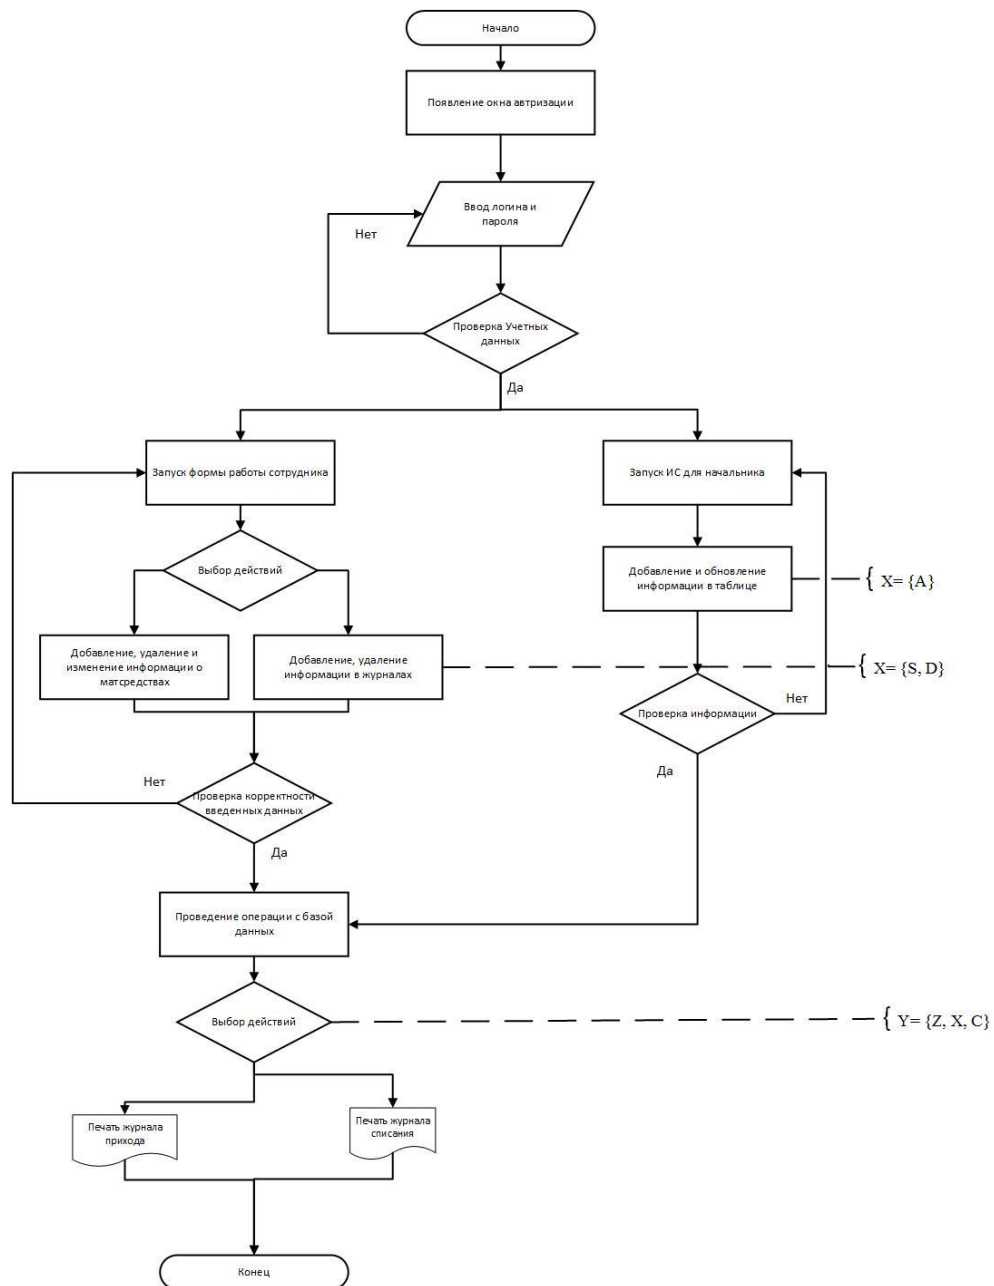 Начало
Появление окна автризации
Ввод логина и
пароля
Нет
Проверка Учетных
данных
Да
Запуск формы работы сотрудника
Запуск ИС для начальника
Выбор действий
Добавление и обновление
информации в таблице
{ X= {A}
Добавление, удаление и
изменение информации о
матсредствах
Добавление, удаление
информации в журналах
{ X= {S, D}
Проверка информации
Нет
Да
Нет
Проверка корректности
введенных данных
Да
Проведение операции с базой
данных
Выбор действий
{ Y= {Z, X, C}
Печать журнала
прихода
Печать журнала
списания
Конец